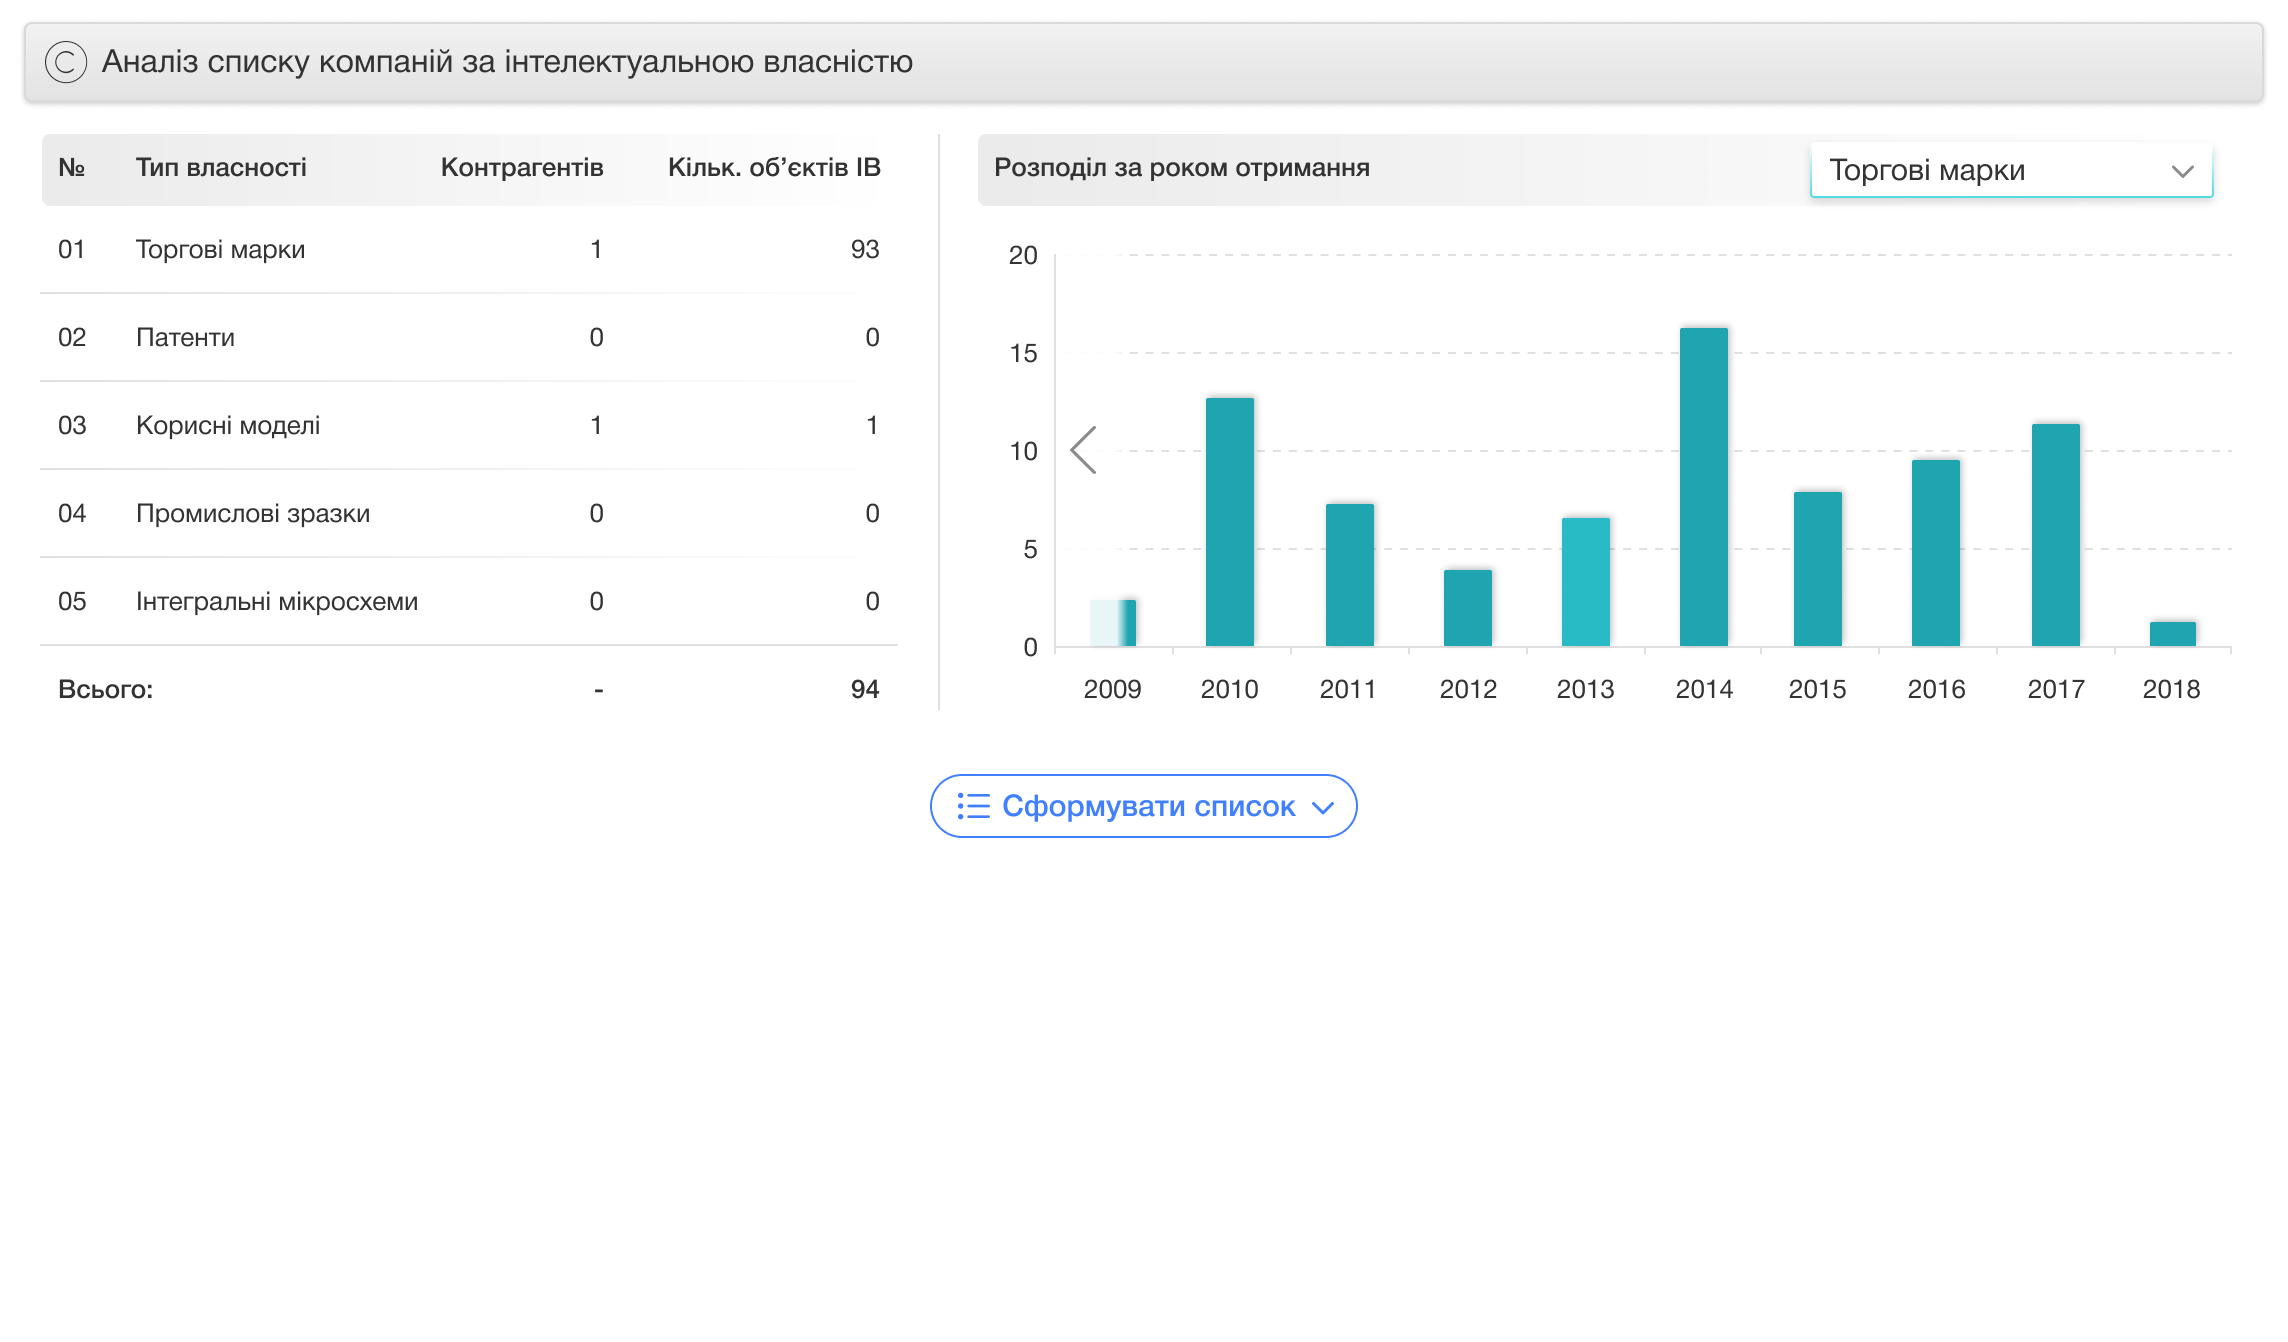 © Аналіз списку компаній за інтелектуальною власністю
№ Тип власності Контрагентів Кільк. об’єктів ІВ
01 Торгові марки 1 93
02 Патенти 0 0
03 Корисні моделі 1 1
04 Промислові зразки 0 0
05 Інтегральні мікросхеми 0 0
Всього: - 94
Розподіл за роком отримання
Торгові марки
20
15
10
5
0
2009 2010 2011 2012 2013 2014 2015 2016 2017 2018
Сформувати список